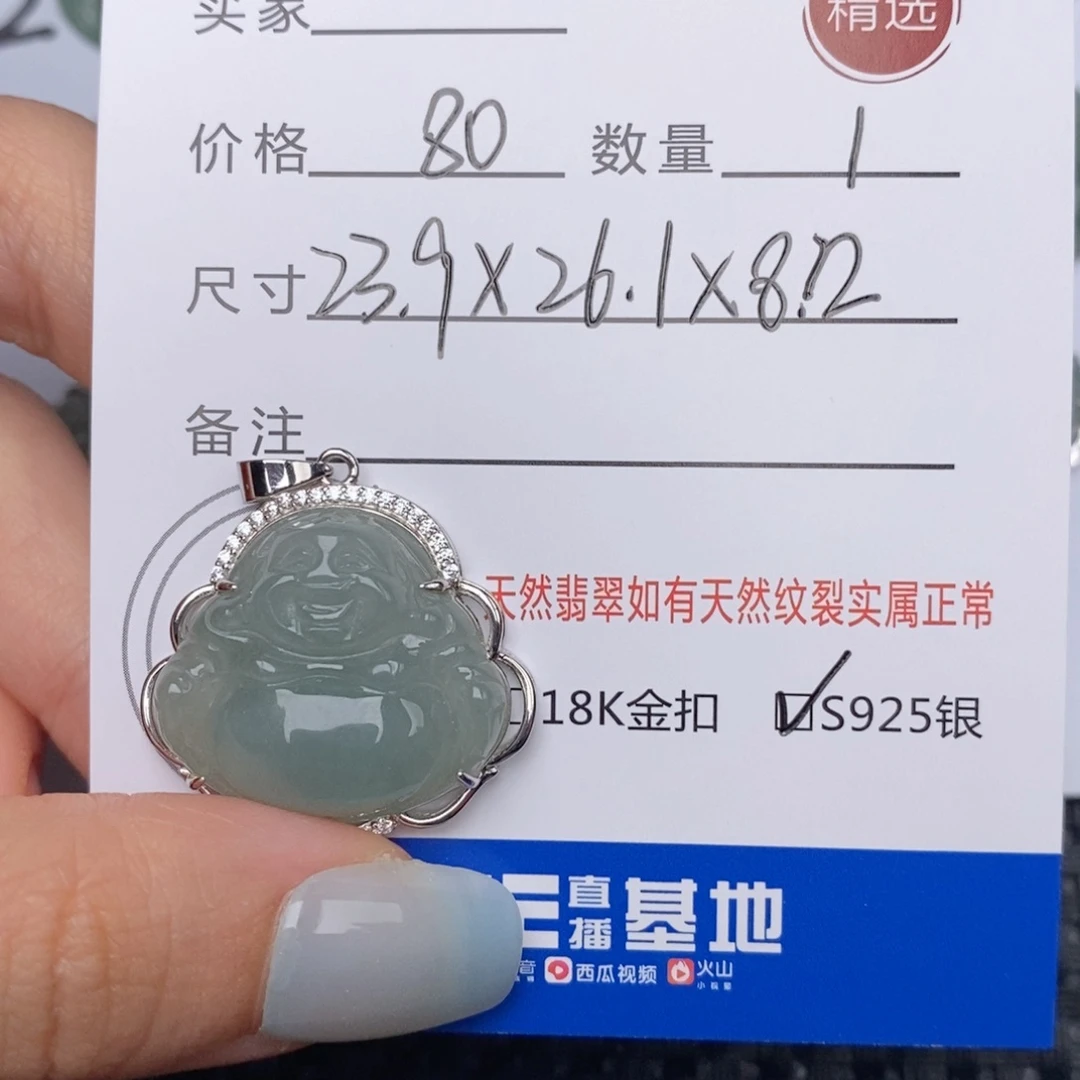 买家 精选
价格 80 数量 1
尺寸 23.9X26.1X8.2
备注
天然翡翠如有天然纹裂实属正常
18K金扣 S925银
直播基地
西瓜视频 火山